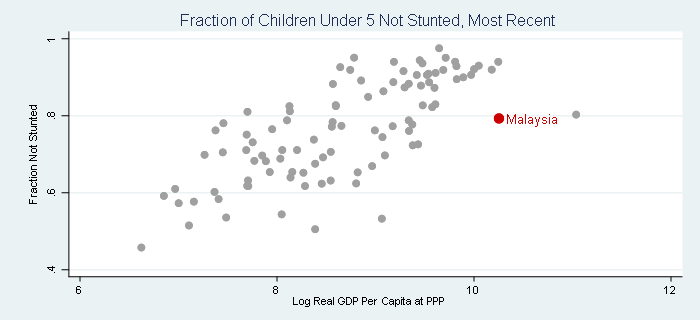 Fraction of Children Under 5 Not Stunted, Most Recent
Fraction Not Stunted
1
.8
.6
.4
Malaysia
6
8
10
12
Log Real GDP Per Capita at PPP